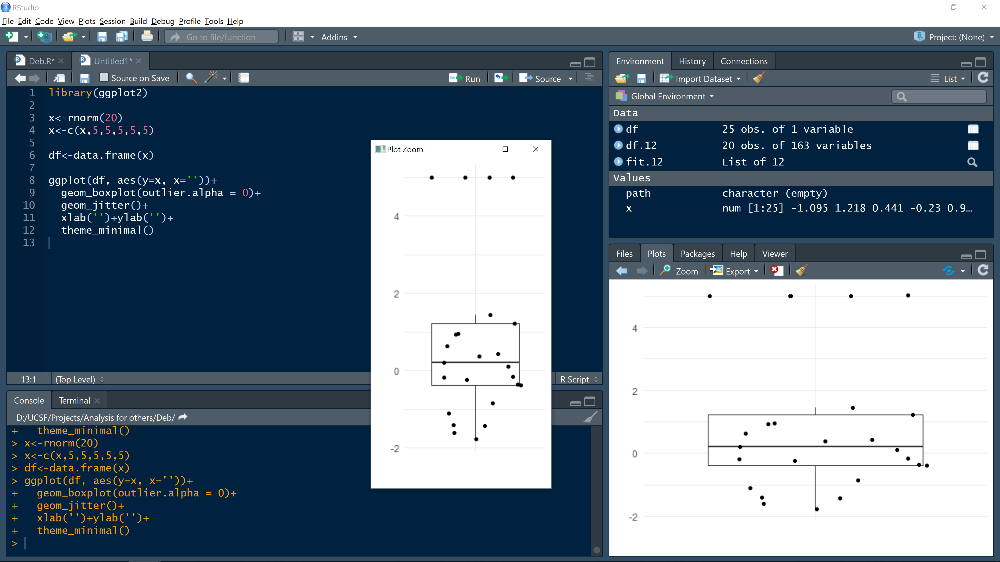 RStudio
File Edit Code View Plots Session Build Debug Profile Tools Help
Go to file/function
Addins
Project: (None)
Deb.R*
Untitled1*
Source on Save
Run
Source
1 library(ggplot2)
2
3 x<-rnorm(20)
4 x<-c(x,5,5,5,5,5)
5
6 df<-data.frame(x)
7
8 ggplot(df, aes(y=x, x=''))+
9 geom_boxplot(outlier.alpha = 0)+
10 geom_jitter()+
11 xlab('')+ylab('')+
12 theme_minimal()
13
13:1 (Top Level)
R Script
Console Terminal
D:/UCSF/Projects/Analysis for others/Deb/
+ theme_minimal()
> x<-rnorm(20)
> x<-c(x,5,5,5,5,5)
> df<-data.frame(x)
> ggplot(df, aes(y=x, x=''))+
+ geom_boxplot(outlier.alpha = 0)+
+ geom_jitter()+
+ xlab('')+ylab('')+
+ theme_minimal()
>
Plot Zoom
4
2
0
-2
Environment History Connections
Import Dataset
List
Global Environment
Data
df 25 obs. of 1 variable
df.12 20 obs. of 163 variables
fit.12 List of 12
Values
path character (empty)
x num [1:25] -1.095 1.218 0.441 -0.23 0.9…
Files Plots Packages Help Viewer
Zoom Export
4
2
0
-2